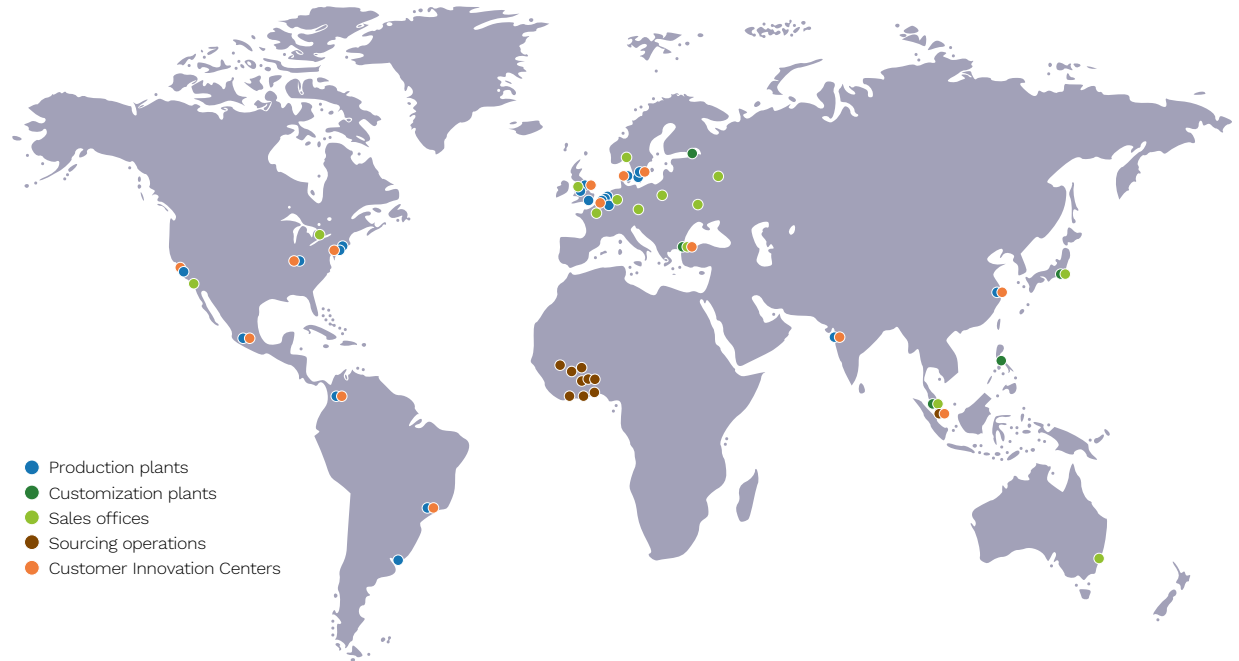 Production plants
Customization plants
Sales offices
Sourcing operations
Customer Innovation Centers